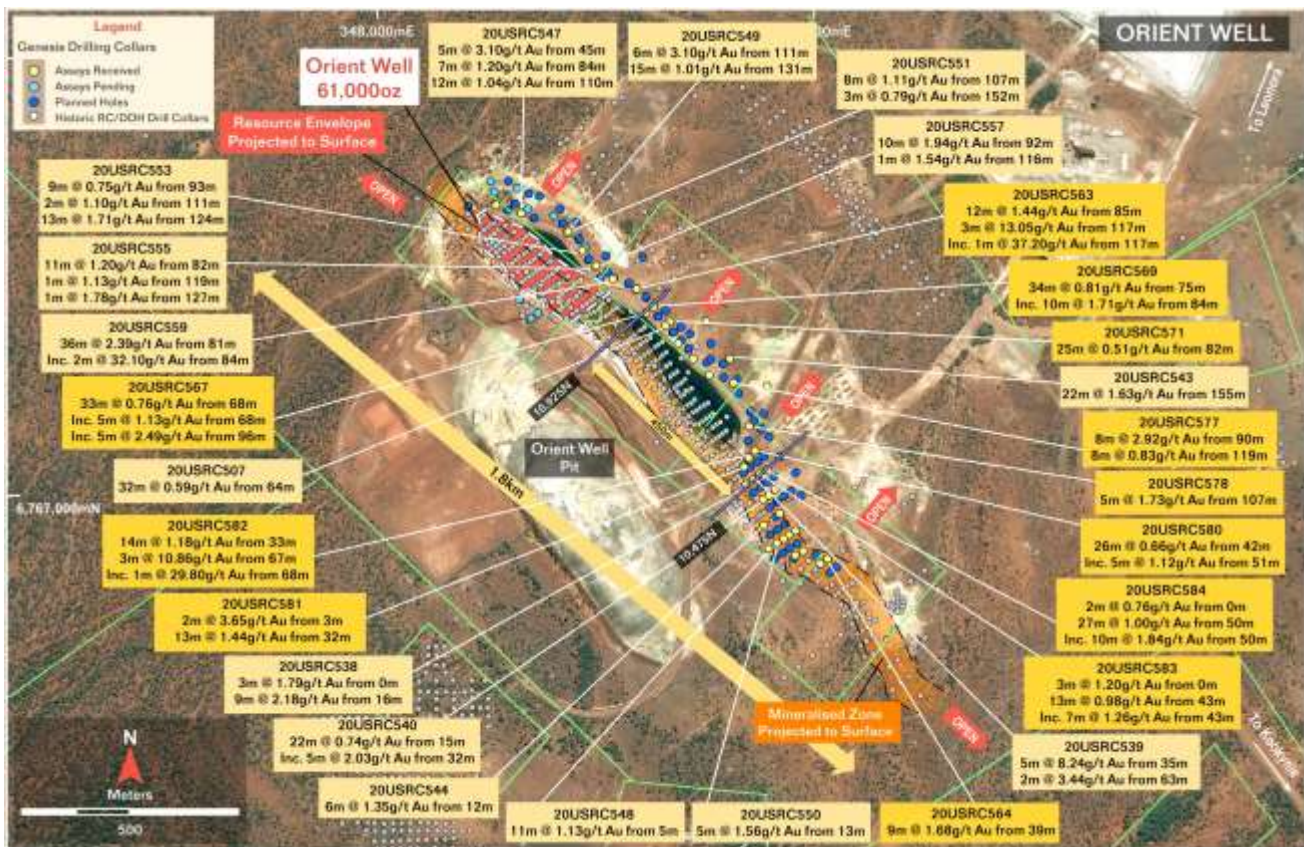 Legend
Genesis Drilling Collars
Assays Received
Assays Pending
Planned Holes
Historic RC/DDH Drill Collars
348,000mE
ORIENT WELL
To Leonora
Orient Well
61,000oz
Resource Envelope
Projected to Surface
20USRC547
5m @ 3.10g/t Au from 45m
7m @ 1.20g/t Au from 84m
12m @ 1.04g/t Au from 110m
20USRC549
6m @ 3.10g/t Au from 111m
15m @ 1.01g/t Au from 131m
20USRC551
8m @ 1.11g/t Au from 107m
3m @ 0.79g/t Au from 152m
20USRC557
10m @ 1.94g/t Au from 92m
1m @ 1.54g/t Au from 116m
20USRC563
12m @ 1.44g/t Au from 85m
3m @ 13.05g/t Au from 117m
Inc. 1m @ 37.20g/t Au from 117m
20USRC569
34m @ 0.81g/t Au from 75m
Inc. 10m @ 1.71g/t Au from 84m
20USRC571
25m @ 0.51g/t Au from 82m
20USRC543
22m @ 1.63g/t Au from 155m
20USRC577
8m @ 2.92g/t Au from 90m
8m @ 0.83g/t Au from 119m
20USRC578
5m @ 1.73g/t Au from 107m
20USRC580
26m @ 0.66g/t Au from 42m
Inc. 5m @ 1.12g/t Au from 51m
20USRC584
2m @ 0.76g/t Au from 0m
27m @ 1.00g/t Au from 50m
Inc. 10m @ 1.84g/t Au from 50m
20USRC583
3m @ 1.20g/t Au from 0m
13m @ 0.98g/t Au from 43m
Inc. 7m @ 1.26g/t Au from 43m
20USRC539
5m @ 8.24g/t Au from 35m
2m @ 3.44g/t Au from 63m
20USRC564
9m @ 1.68g/t Au from 39m
20USRC550
5m @ 1.56g/t Au from 13m
20USRC548
11m @ 1.13g/t Au from 5m
20USRC553
9m @ 0.75g/t Au from 93m
2m @ 1.10g/t Au from 111m
13m @ 1.71g/t Au from 124m
20USRC555
11m @ 1.20g/t Au from 82m
1m @ 1.13g/t Au from 119m
1m @ 1.78g/t Au from 127m
20USRC559
36m @ 2.39g/t Au from 81m
Inc. 2m @ 32.10g/t Au from 84m
20USRC567
33m @ 0.76g/t Au from 68m
Inc. 5m @ 1.13g/t Au from 68m
Inc. 5m @ 2.49g/t Au from 96m
20USRC507
32m @ 0.59g/t Au from 64m
6,767,000mN
20USRC582
14m @ 1.18g/t Au from 33m
3m @ 10.86g/t Au from 67m
Inc. 1m @ 29.80g/t Au from 68m
20USRC581
2m @ 3.65g/t Au from 3m
13m @ 1.44g/t Au from 32m
20USRC538
3m @ 1.79g/t Au from 0m
9m @ 2.18g/t Au from 16m
20USRC540
22m @ 0.74g/t Au from 15m
Inc. 5m @ 2.03g/t Au from 32m
20USRC544
6m @ 1.35g/t Au from 12m
OPEN
OPEN
OPEN
OPEN
OPEN
OPEN
10,925N
10,475N
450m
1.8km
Orient Well
Pit
Mineralised Zone
Projected to Surface
To Kookynie
N
Meters
500